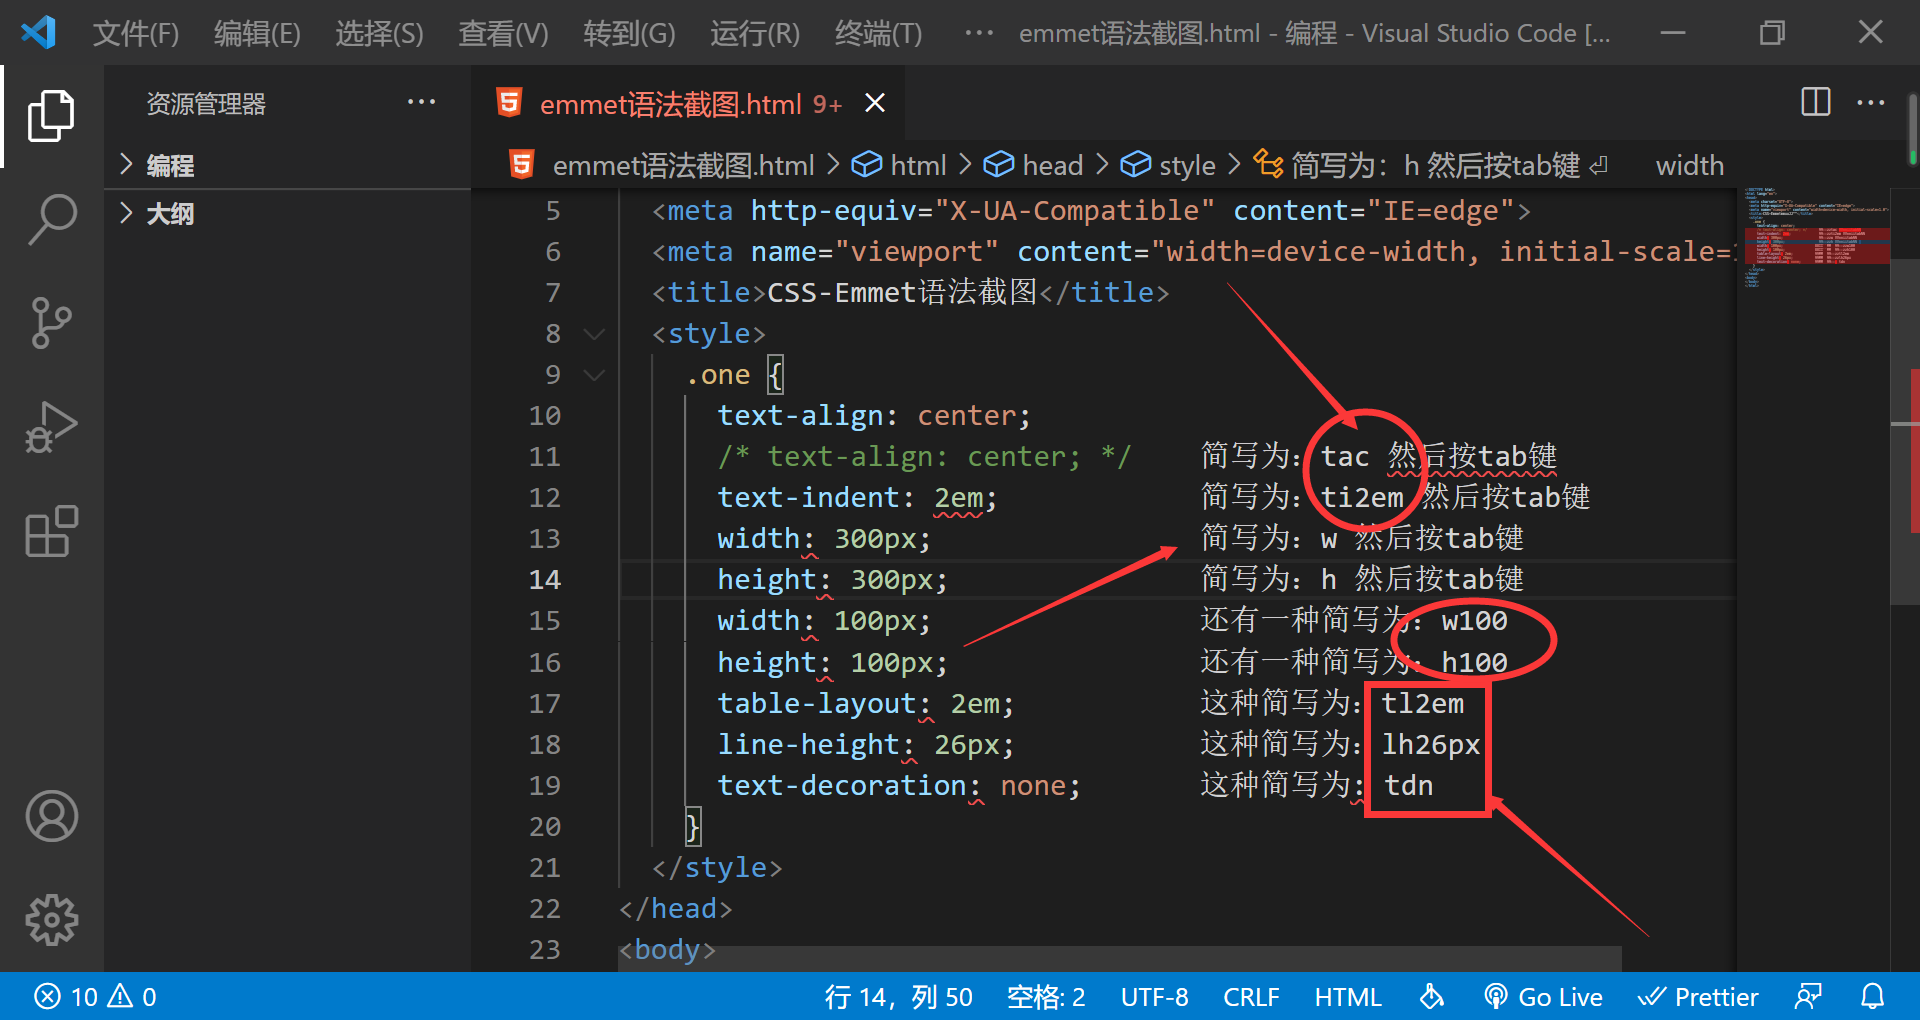 文件(F) 编辑(E) 选择(S) 查看(V) 转到(G) 运行(R) 终端(T) ··· emmet语法截图.html - 编程 - Visual Studio Code [...
资源管理器 ···
编程
大纲
emmet语法截图.html 9+
emmet语法截图.html > html > head > style > 简写为：h 然后按tab键 ⏎ width
5 <meta http-equiv="X-UA-Compatible" content="IE=edge">
6 <meta name="viewport" content="width=device-width, initial-scale=
7 <title>CSS-Emmet语法截图</title>
8 <style>
9 .one {
10 text-align: center;
11 /* text-align: center; */ 简写为：tac 然后按tab键
12 text-indent: 2em; 简写为：ti2em 然后按tab键
13 width: 300px; 简写为：w 然后按tab键
14 height: 300px; 简写为：h 然后按tab键
15 width: 100px; 还有一种简写为：w100
16 height: 100px; 还有一种简写为：h100
17 table-layout: 2em; 这种简写为：tl2em
18 line-height: 26px; 这种简写为：lh26px
19 text-decoration: none; 这种简写为：tdn
20 }
21 </style>
22 </head>
23 <body>
10 0 行 14，列 50 空格: 2 UTF-8 CRLF HTML Go Live Prettier